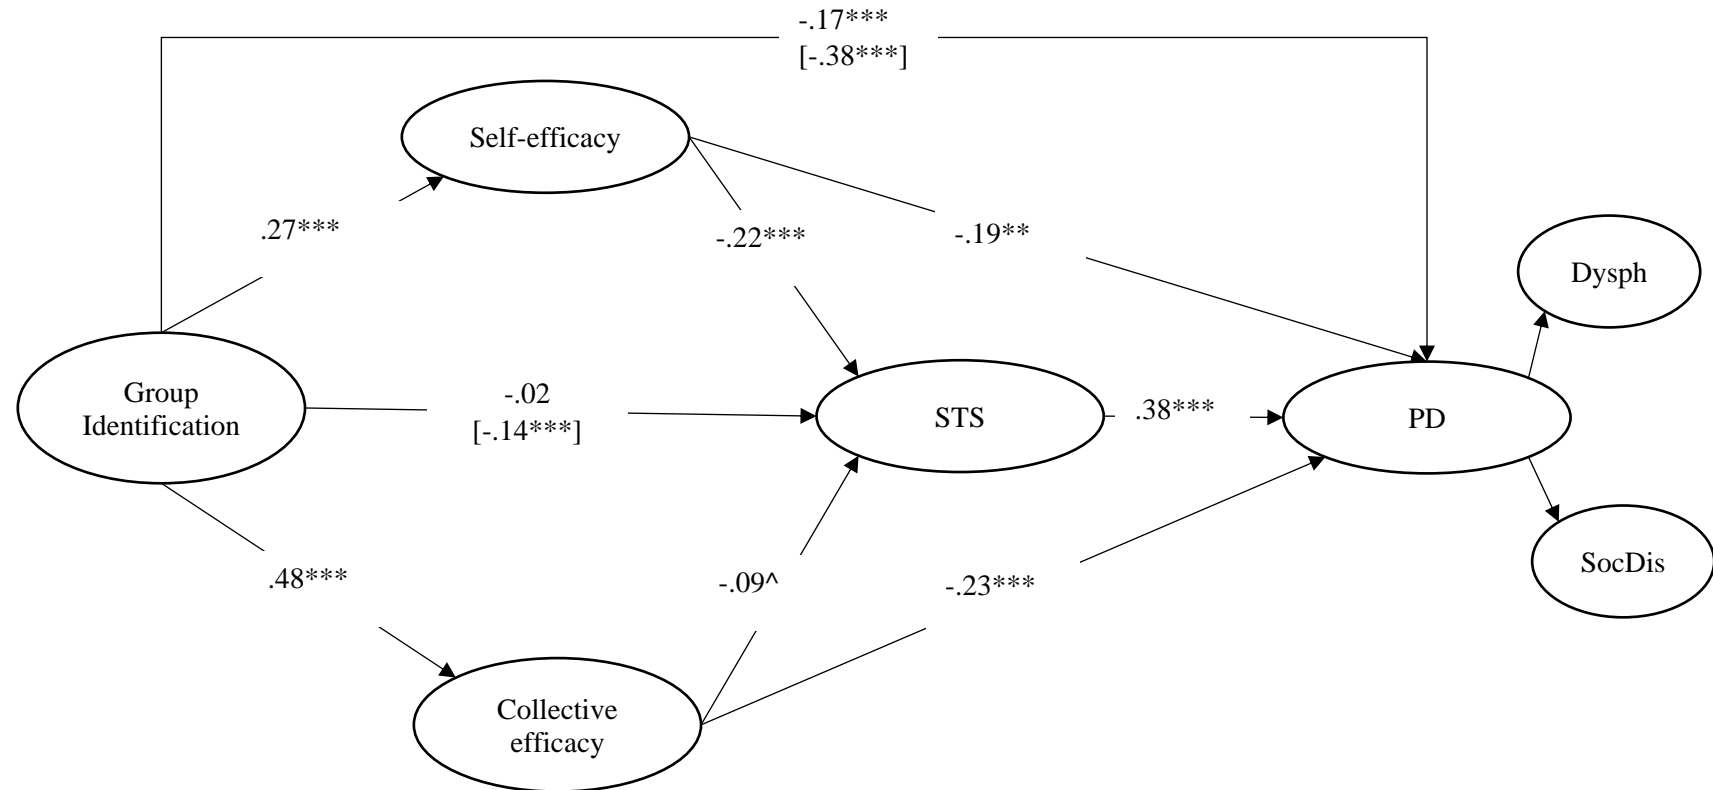 -.17***
[-.38***]
Self-efficacy
.27***
-.22***
-.19**
Dysph
Group
Identification
-.02
[-.14***]
STS
.38***
PD
.48***
-.09^
-.23***
SocDis
Collective
efficacy